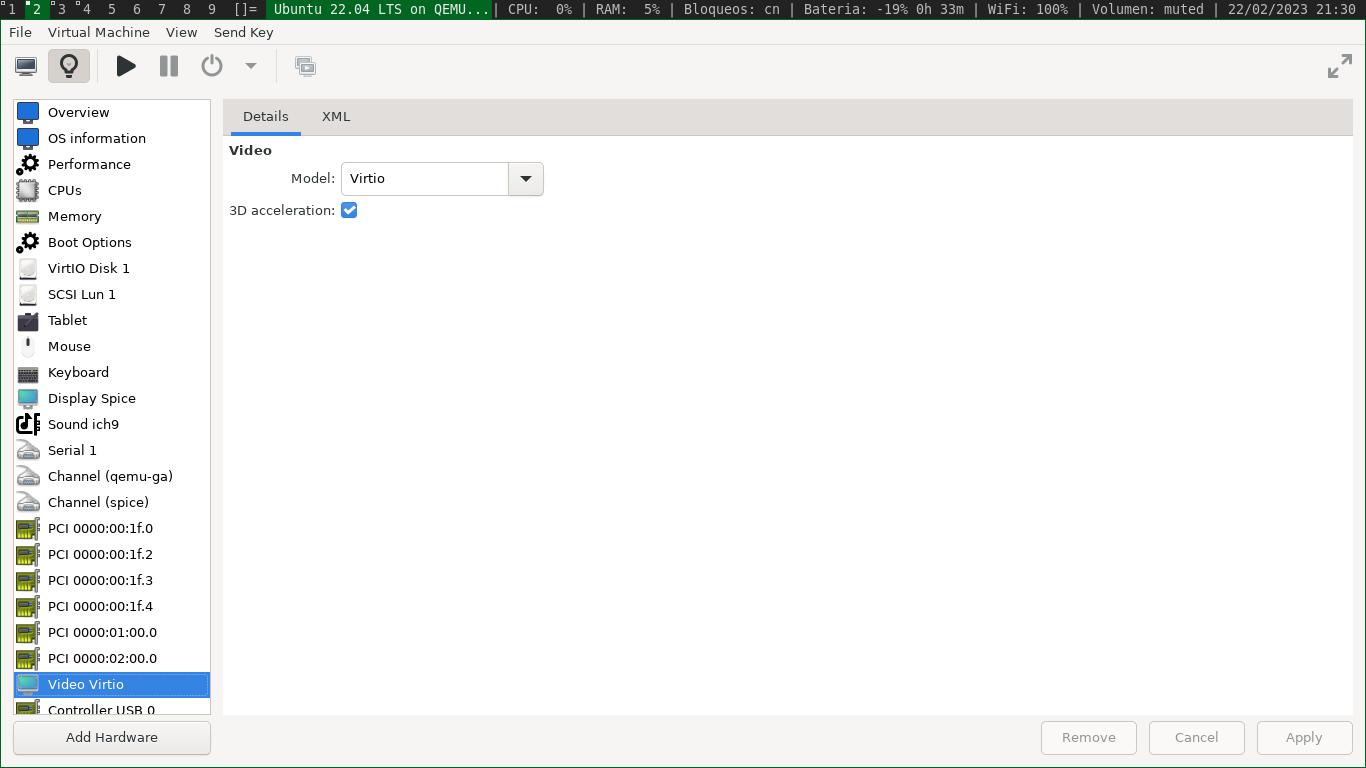 1 2 3 4 5 6 7 8 9 []= Ubuntu 22.04 LTS on QEMU... | CPU: 0% | RAM: 5% | Bloqueos: cn | Bateria: -19% 0h 33m | WiFi: 100% | Volumen: muted | 22/02/2023 21:30
File Virtual Machine View Send Key
Overview
OS information
Performance
CPUs
Memory
Boot Options
VirtIO Disk 1
SCSI Lun 1
Tablet
Mouse
Keyboard
Display Spice
Sound ich9
Serial 1
Channel (qemu-ga)
Channel (spice)
PCI 0000:00:1f.0
PCI 0000:00:1f.2
PCI 0000:00:1f.3
PCI 0000:00:1f.4
PCI 0000:01:00.0
PCI 0000:02:00.0
Video Virtio
Controller USB 0
Add Hardware
Details XML
Video
Model: Virtio
3D acceleration:
Remove Cancel Apply